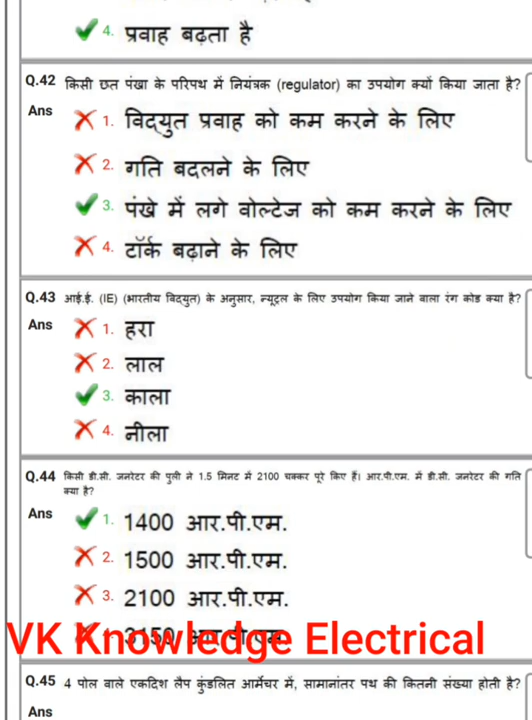 4. प्रवाह बढ़ता है
Q.42 किसी छत पंखा के परिपथ में नियंत्रक (regulator) का उपयोग क्यों किया जाता है?
Ans
1. विद्युत प्रवाह को कम करने के लिए
2. गति बदलने के लिए
3. पंखे में लगे वोल्टेज को कम करने के लिए
4. टॉर्क बढ़ाने के लिए
Q.43 आई.ई. (IE) (भारतीय विद्युत) के अनुसार, न्यूट्रल के लिए उपयोग किया जाने वाला रंग कोड क्या है?
Ans
1. हरा
2. लाल
3. काला
4. नीला
Q.44 किसी डी.सी. जनरेटर की पुली ने 1.5 मिनट में 2100 चक्कर पूरे किए हैं। आर.पी.एम. में डी.सी. जनरेटर की गति
क्या है?
Ans
1. 1400 आर.पी.एम.
2. 1500 आर.पी.एम.
3. 2100 आर.पी.एम.
4. 3150 आर.पी.एम.
VK Knowledge Electrical
Q.45 4 पोल वाले एकदिश लैप कुंडलित आर्मेचर में, सामानांतर पथ की कितनी संख्या होती है?
Ans